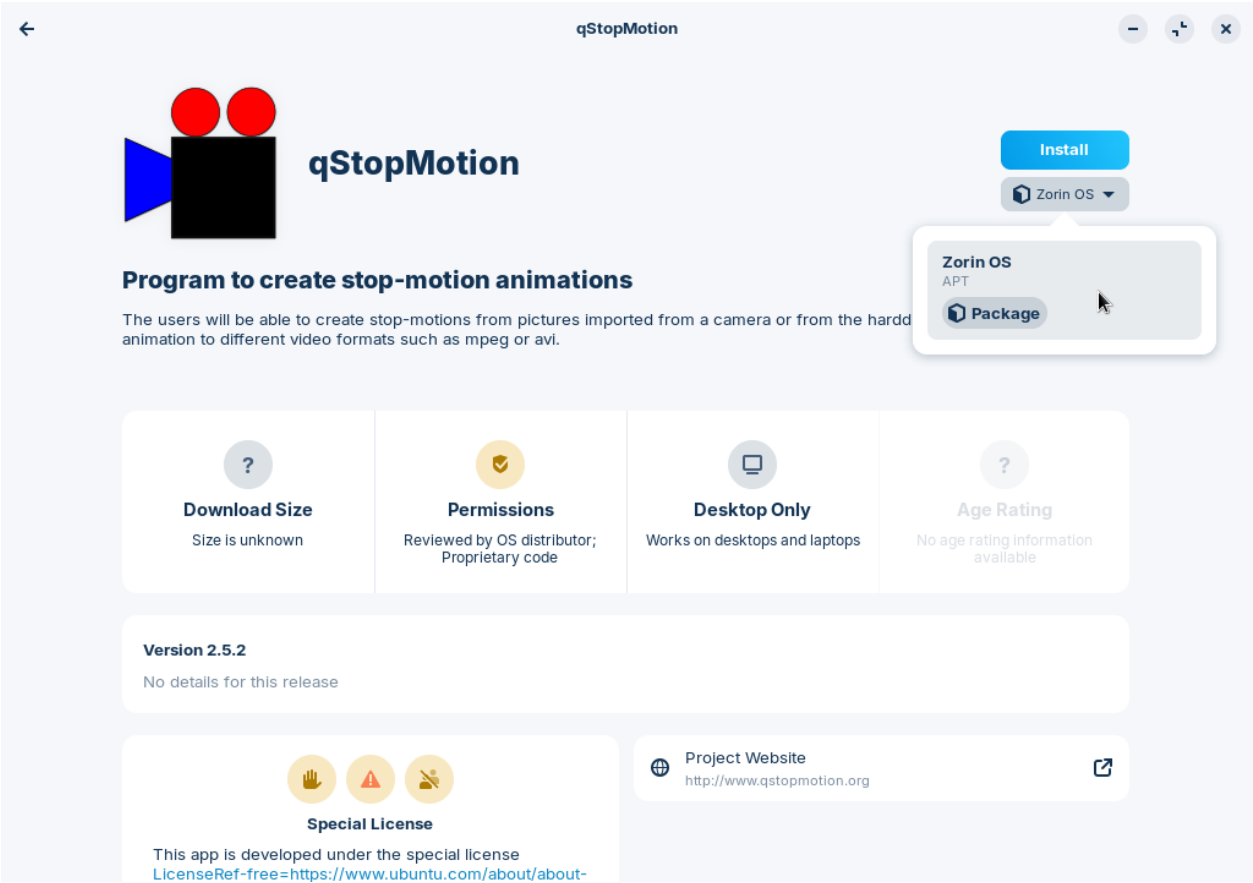 qStopMotion
qStopMotion
Install
Zorin OS
Zorin OS
APT
Package
Program to create stop-motion animations
The users will be able to create stop-motions from pictures imported from a camera or from the hardd
animation to different video formats such as mpeg or avi.
?
Download Size
Size is unknown
Permissions
Reviewed by OS distributor;
Proprietary code
Desktop Only
Works on desktops and laptops
?
Age Rating
No age rating information
available
Version 2.5.2
No details for this release
Special License
This app is developed under the special license
LicenseRef-free=https://www.ubuntu.com/about/about-
Project Website
http://www.qstopmotion.org